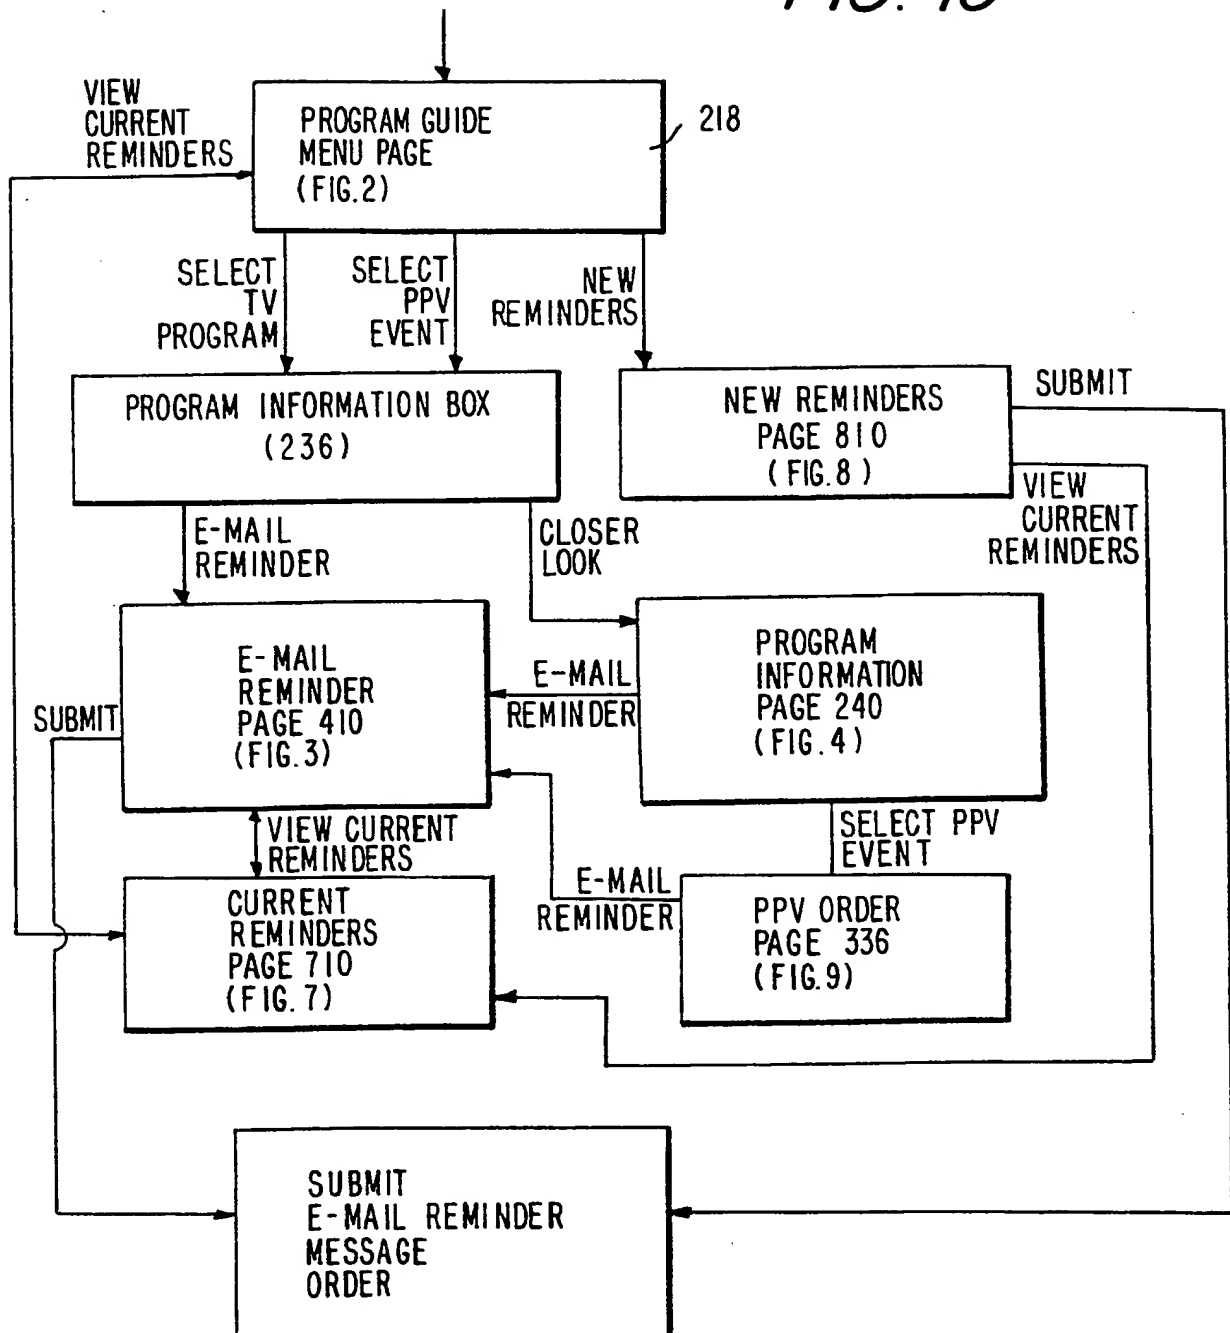 FIG. 10
VIEW
CURRENT
REMINDERS
PROGRAM GUIDE
MENU PAGE
(FIG.2)
218
SELECT
TV
PROGRAM
SELECT
PPV
EVENT
NEW
REMINDERS
PROGRAM INFORMATION BOX
(236)
NEW REMINDERS
PAGE 810
(FIG.8)
SUBMIT
VIEW
CURRENT
REMINDERS
E-MAIL
REMINDER
CLOSER
LOOK
E-MAIL
REMINDER
PAGE 410
(FIG.3)
E-MAIL
REMINDER
PROGRAM
INFORMATION
PAGE 240
(FIG.4)
SUBMIT
VIEW CURRENT
REMINDERS
SELECT PPV
EVENT
CURRENT
REMINDERS
PAGE 710
(FIG.7)
E-MAIL
REMINDER
PPV ORDER
PAGE 336
(FIG.9)
SUBMIT
E-MAIL REMINDER
MESSAGE
ORDER